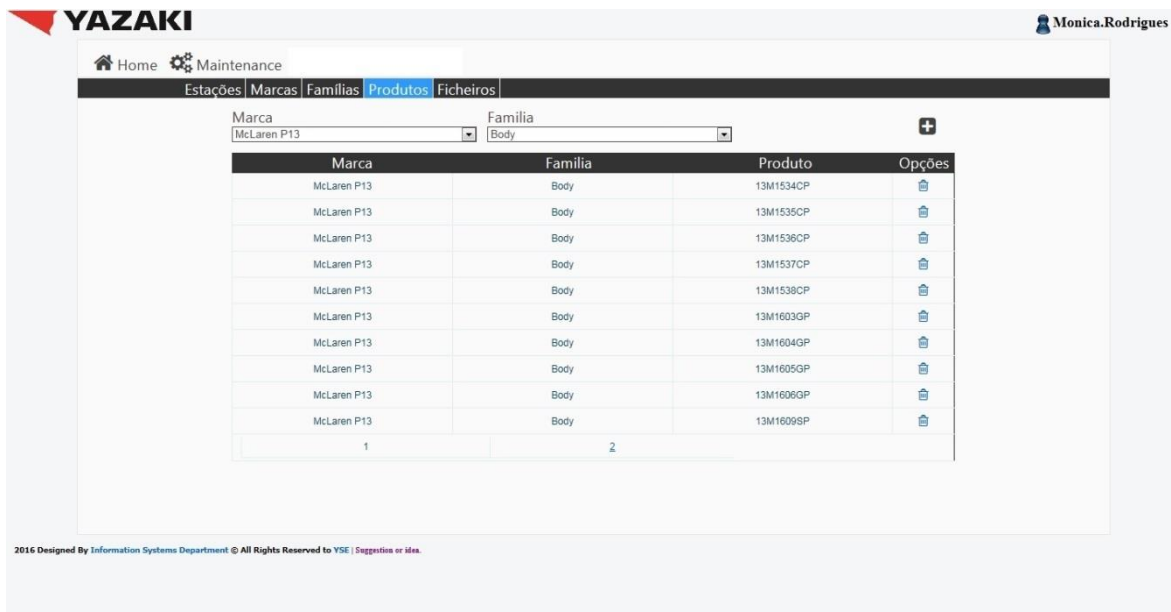 YAZAKI
Monica.Rodrigues
Home Maintenance
Estações Marcas Famílias Produtos Ficheiros
Marca Familia
McLaren P13 Body
Marca Familia Produto Opções
McLaren P13 Body 13M1534CP
McLaren P13 Body 13M1535CP
McLaren P13 Body 13M1536CP
McLaren P13 Body 13M1537CP
McLaren P13 Body 13M1538CP
McLaren P13 Body 13M1603GP
McLaren P13 Body 13M1604GP
McLaren P13 Body 13M1605GP
McLaren P13 Body 13M1606GP
McLaren P13 Body 13M1609SP
1 2
2016 Designed By Information Systems Department © All Rights Reserved to YSE | Suggestion or idea.